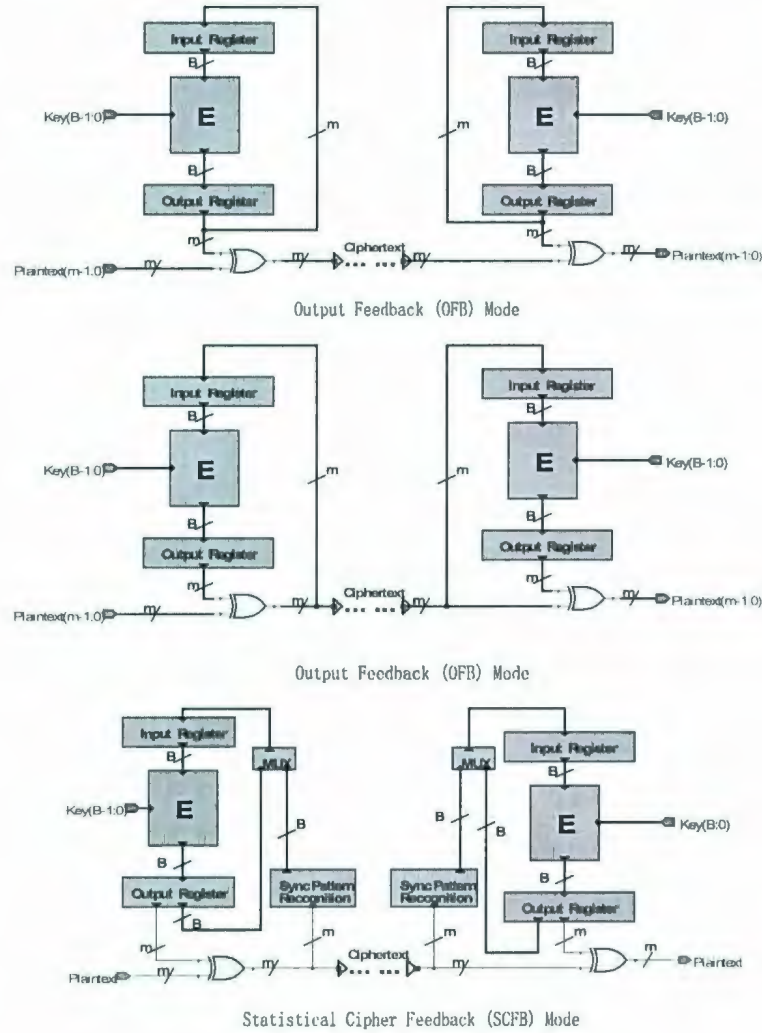 Input Register
Input Register
B
B
Key(B-1:0)
E
m
m
E
Key(B-1:0)
B
B
Output Register
Output Register
m
m
Plaintext(m-1:0)
m
m
Ciphertext
m
m
Plaintext(m-1:0)
Output Feedback (OFB) Mode
Input Register
Input Register
B
B
Key(B-1:0)
E
m
m
E
Key(B-1:0)
B
B
Output Register
Output Register
m
m
Plaintext(m-1:0)
m
m
Ciphertext
m
m
Plaintext(m-1:0)
Output Feedback (OFB) Mode
Input Register
MUX
MUX
Input Register
B
B
Key(B-1:0)
E
B
B
B
E
Key(B:0)
B
B
Output Register
Sync Pattern Recognition
Sync Pattern Recognition
Output Register
B
m
m
m
m
Plaintext
m
m
Ciphertext
m
m
Plaintext
Statistical Cipher Feedback (SCFB) Mode